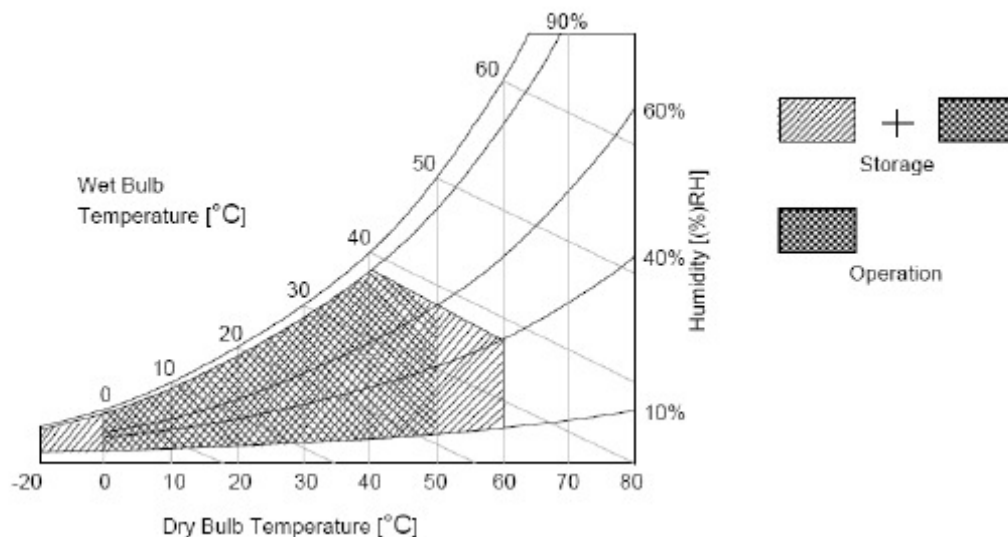 90%
60
60%
50
Wet Bulb
Temperature [°C]
40
30
20
10
0
40%
10%
Humidity [(%)RH]
-20 0 10 20 30 40 50 60 80
Dry Bulb Temperature [°C]
+
Storage
Operation